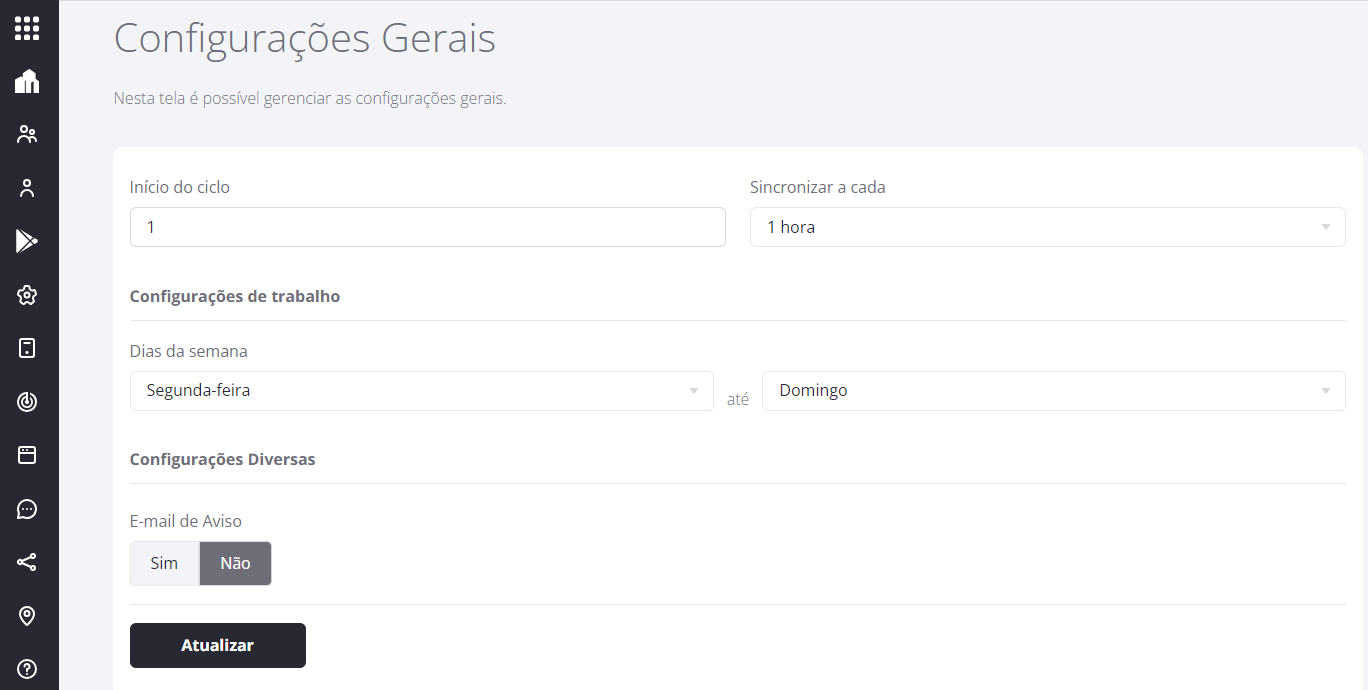 Configurações Gerais
Nesta tela é possível gerenciar as configurações gerais.
Início do ciclo
Sincronizar a cada
1
1 hora
Configurações de trabalho
Dias da semana
Segunda-feira
até
Domingo
Configurações Diversas
E-mail de Aviso
Sim
Não
Atualizar